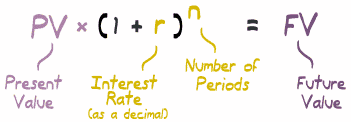 PV × (1 + r)n = FV
Present Value
Interest Rate (as a decimal)
Number of Periods
Future Value